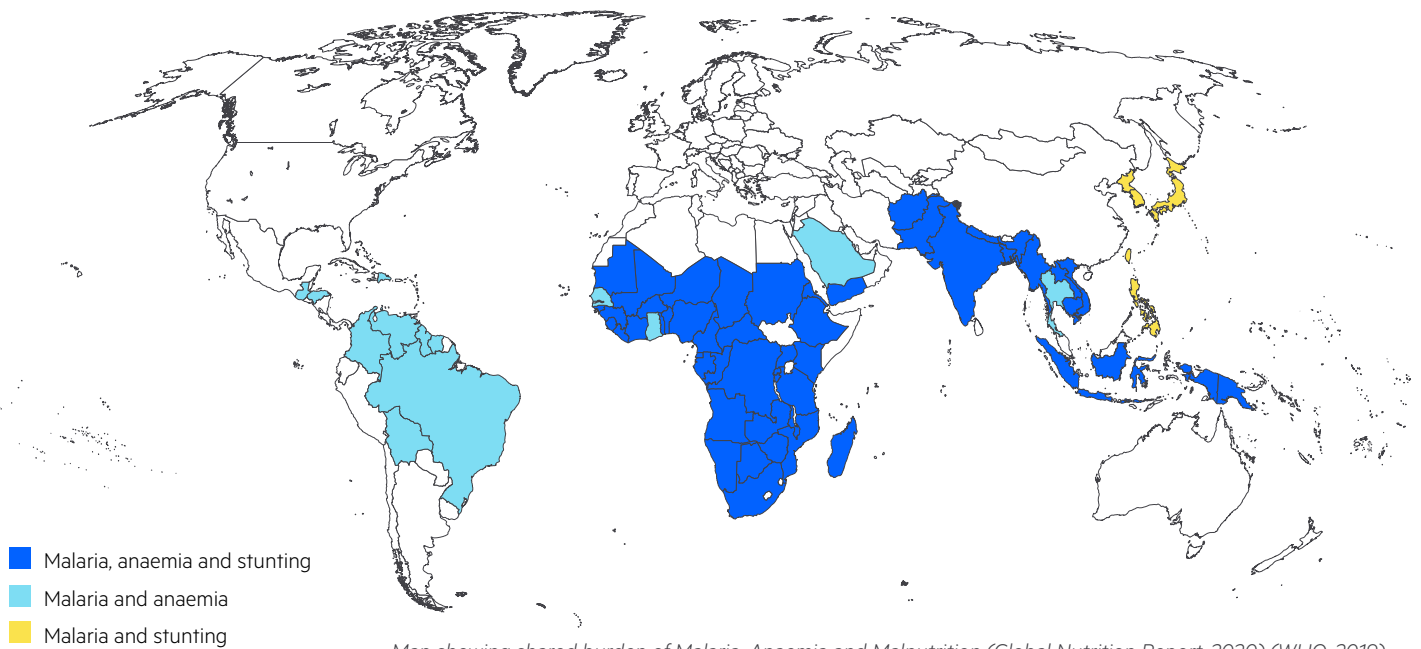 Malaria, anaemia and stunting
Malaria and anaemia
Malaria and stunting
Map showing shared burden of Malaria, Anaemia and Malnutrition (Global Nutrition Report, 2020) (WHO, 2019)